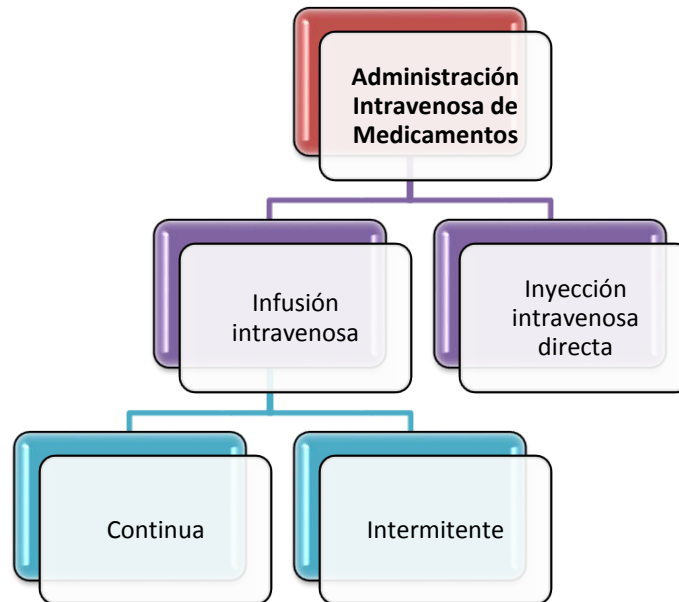 Administración
Intravenosa de
Medicamentos
Infusión
intravenosa
Inyección
intravenosa
directa
Continua
Intermitente